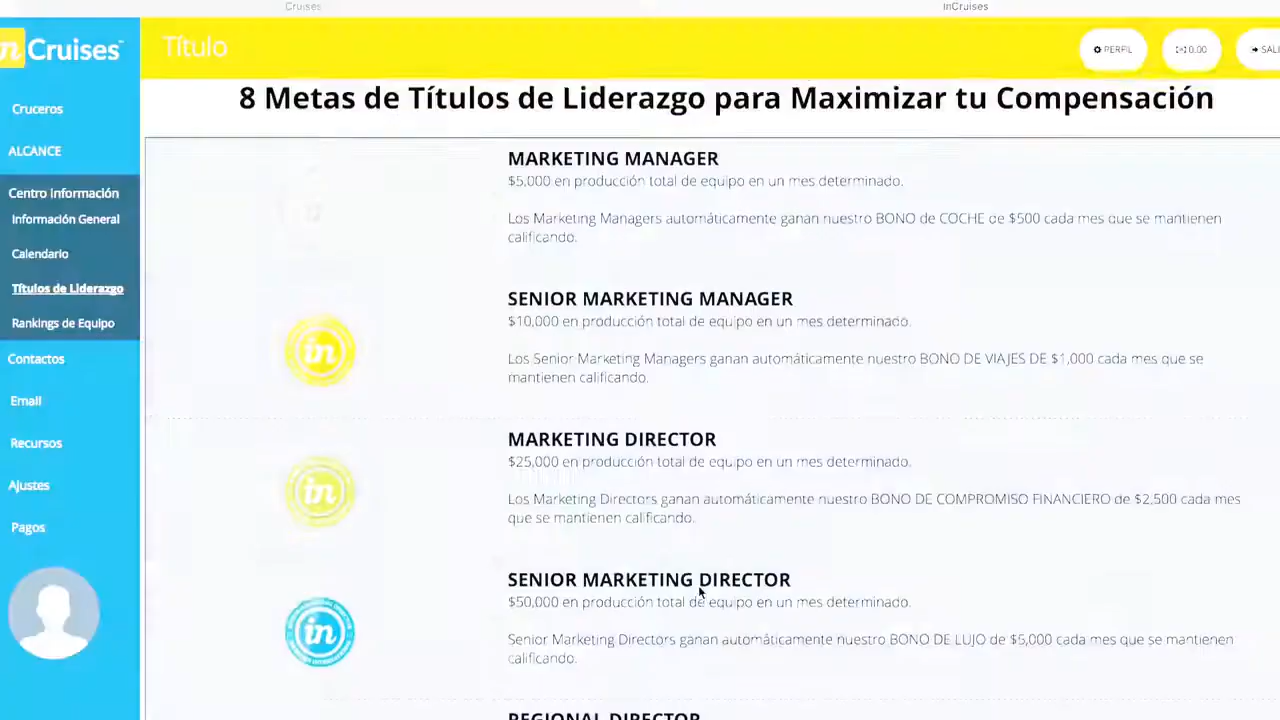 Cruises
InCruises
in Cruises
Título
PERFIL
0.00
Cruceros
ALCANCE
Centro Información
Información General
Calendario
Títulos de Liderazgo
Rankings de Equipo
Contactos
Email
Recursos
Ajustes
Pagos
8 Metas de Títulos de Liderazgo para Maximizar tu Compensación
MARKETING MANAGER
$5,000 en producción total de equipo en un mes determinado.
Los Marketing Managers automáticamente ganan nuestro BONO de COCHE de $500 cada mes que se mantienen
calificando.
in
SENIOR MARKETING MANAGER
$10,000 en producción total de equipo en un mes determinado.
Los Senior Marketing Managers ganan automáticamente nuestro BONO DE VIAJES DE $1,000 cada mes que se
mantienen calificado.
in
MARKETING DIRECTOR
$25,000 en producción total de equipo en un mes determinado.
Los Marketing Directors ganan automáticamente nuestro BONO DE COMPROMISO FINANCIERO de $2,500 cada mes
que se mantienen calificando.
in
SENIOR MARKETING DIRECTOR
$50,000 en producción total de equipo en un mes determinado.
Senior Marketing Directors ganan automáticamente nuestro BONO DE LUJO de $5,000 cada mes que se mantienen
calificando.
REGIONAL DIRECTOR